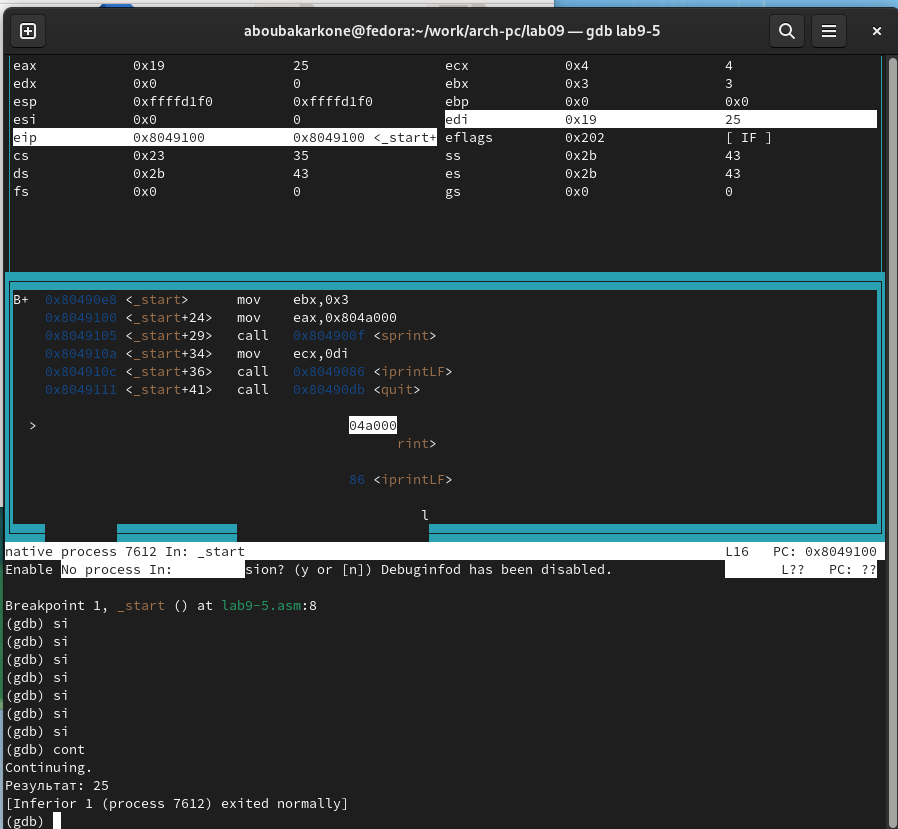 aboubakarkone@fedora:~/work/arch-pc/lab09 — gdb lab9-5
eax 0x19 25 ecx 0x4 4
edx 0x0 0 ebx 0x3 3
esp 0xffffd1f0 0xffffd1f0 ebp 0x0 0x0
esi 0x0 0 edi 0x19 25
eip 0x8049100 0x8049100 <_start+ eflags 0x202 [ IF ]
cs 0x23 35 ss 0x2b 43
ds 0x2b 43 es 0x2b 43
fs 0x0 0 gs 0x0 0
B+ 0x80490e8 <_start> mov ebx,0x3
0x8049100 <_start+24> mov eax,0x804a000
0x8049105 <_start+29> call 0x804900f <sprint>
0x804910a <_start+34> mov ecx,0di
0x804910c <_start+36> call 0x8049086 <iprintLF>
0x8049111 <_start+41> call 0x80490db <quit>
> 04a000
rint>
86 <iprintLF>
l
native process 7612 In: _start L16 PC: 0x8049100
Enable No process In: sion? (y or [n]) Debuginfod has been disabled. L?? PC: ??
Breakpoint 1, _start () at lab9-5.asm:8
(gdb) si
(gdb) si
(gdb) si
(gdb) si
(gdb) si
(gdb) si
(gdb) si
(gdb) cont
Continuing.
Результат: 25
[Inferior 1 (process 7612) exited normally]
(gdb)